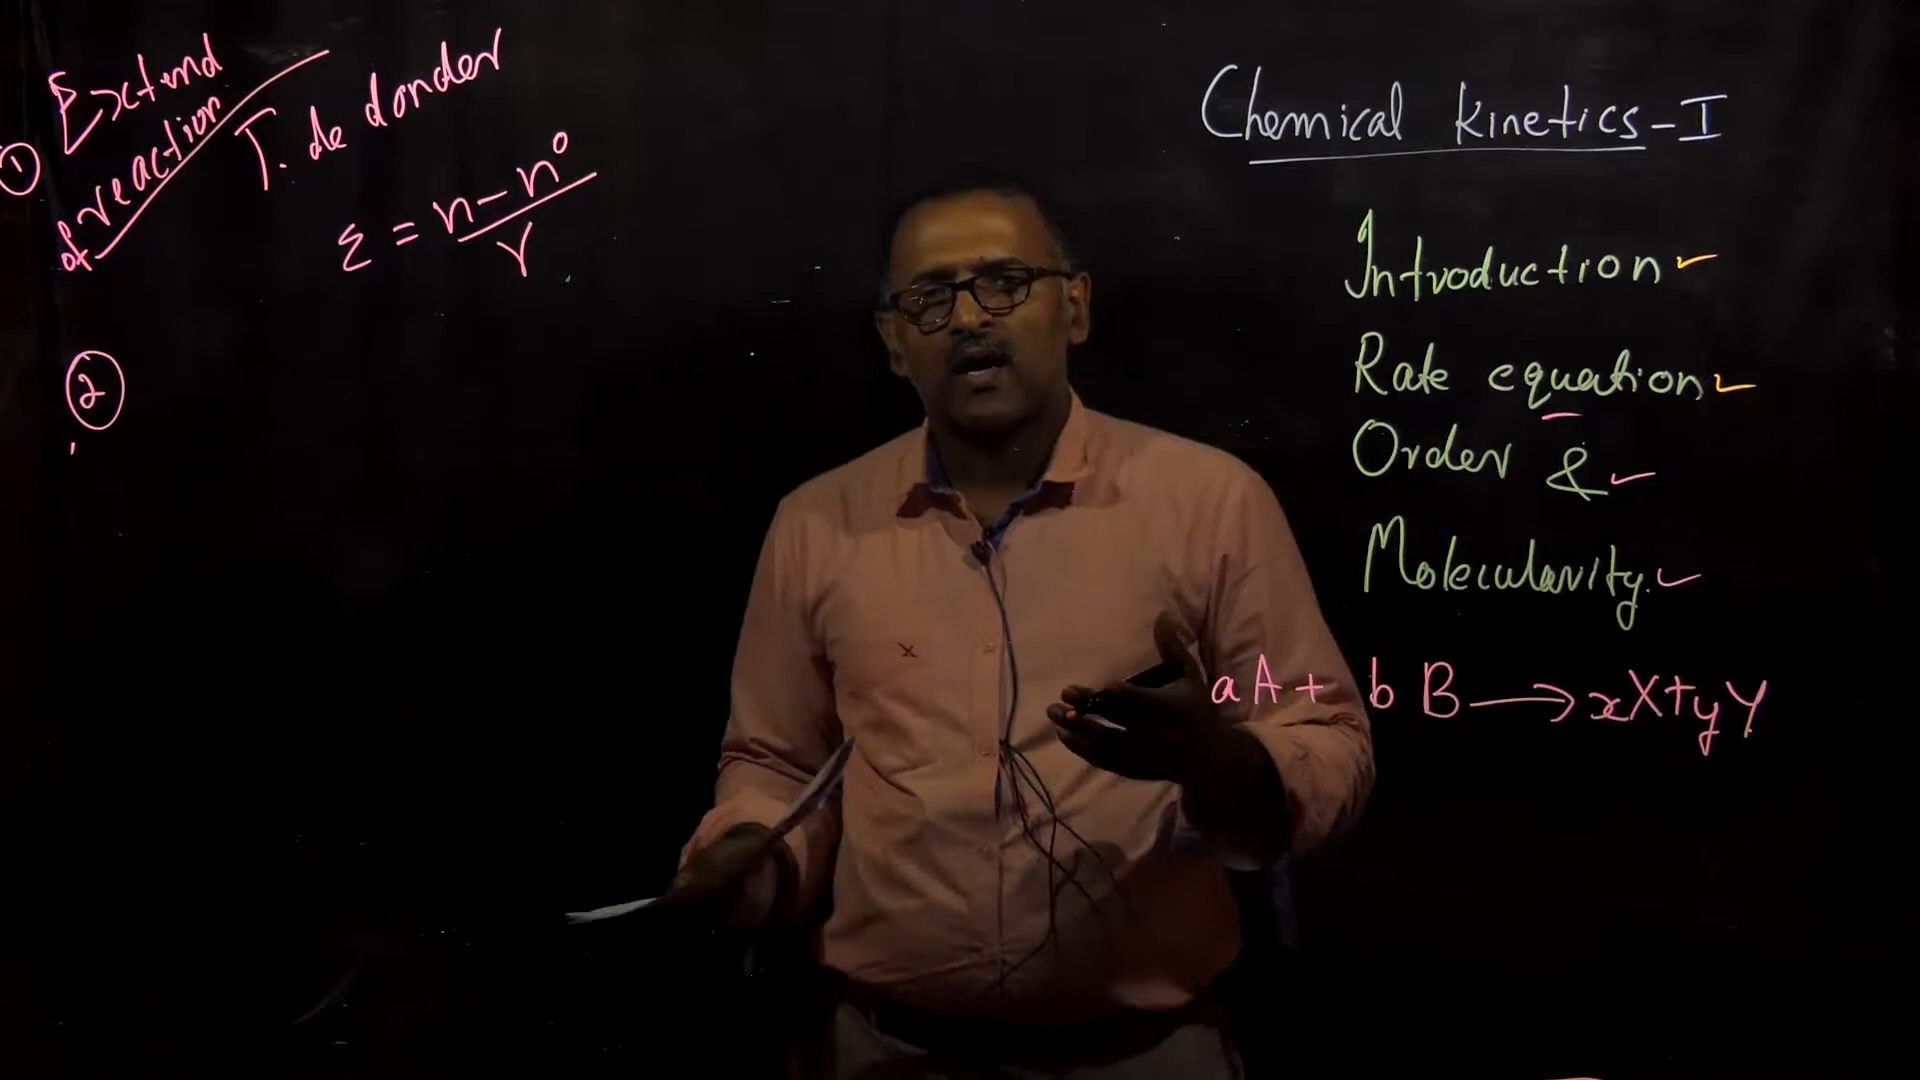 ① Extend
of reaction
T. de donder
ε = n - n° / γ
②
Chemical Kinetics - I
Introduction ✓
Rate equation ✓
Order & ✓
Molecularity. ✓
aA + bB ⟶ xX + yY